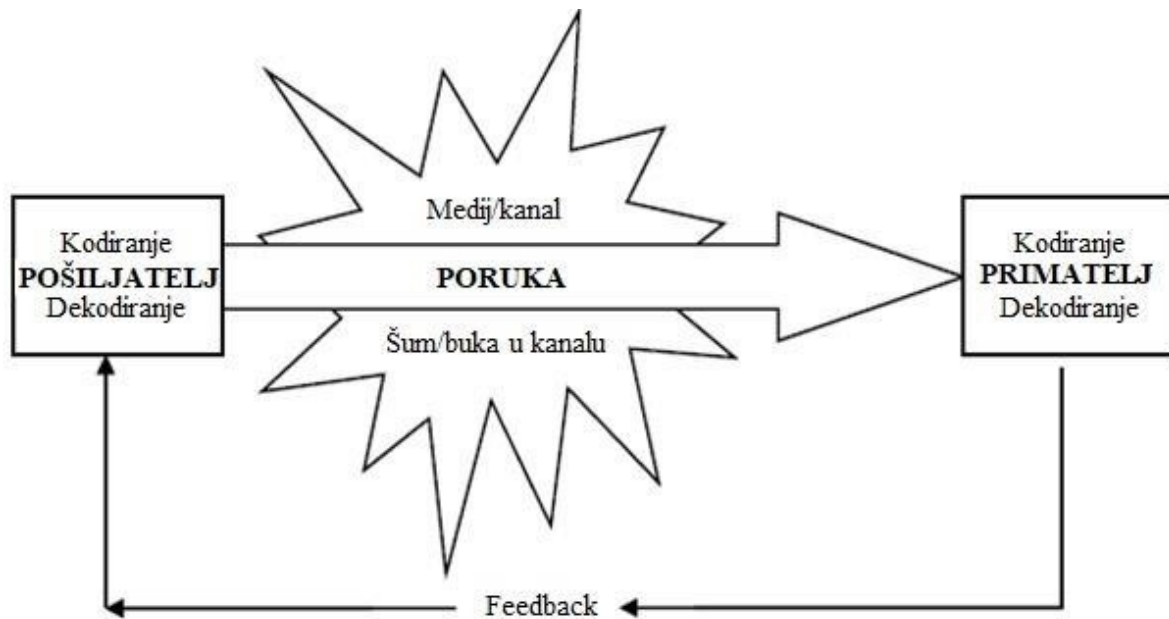 Medij/kanal
Kodiranje
POŠILJATELJ
Dekodiranje
PORUKA
Kodiranje
PRIMATELJ
Dekodiranje
Šum/buka u kanalu
Feedback